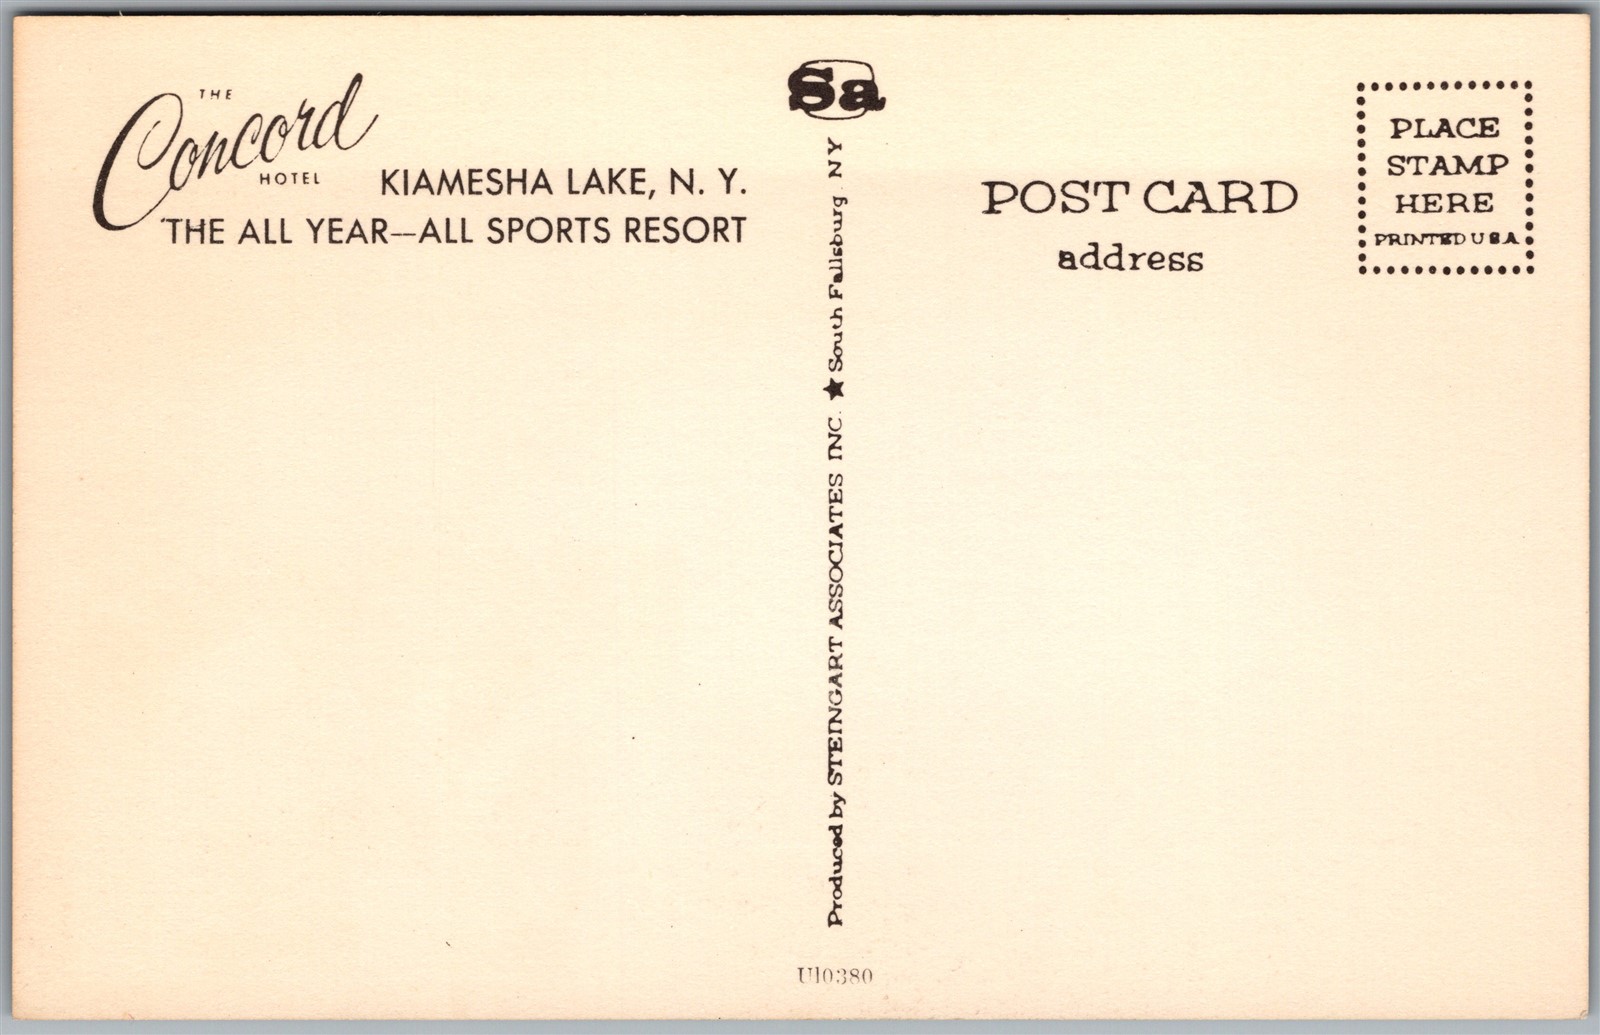 THE
Concord
HOTEL
KIAMESHA LAKE, N. Y.
THE ALL YEAR—ALL SPORTS RESORT
Sa
Produced by STEINGART ASSOCIATES INC. ★ South Fallsburg NY
POST CARD
address
PLACE
STAMP
HERE
PRINTED U S A
U10380